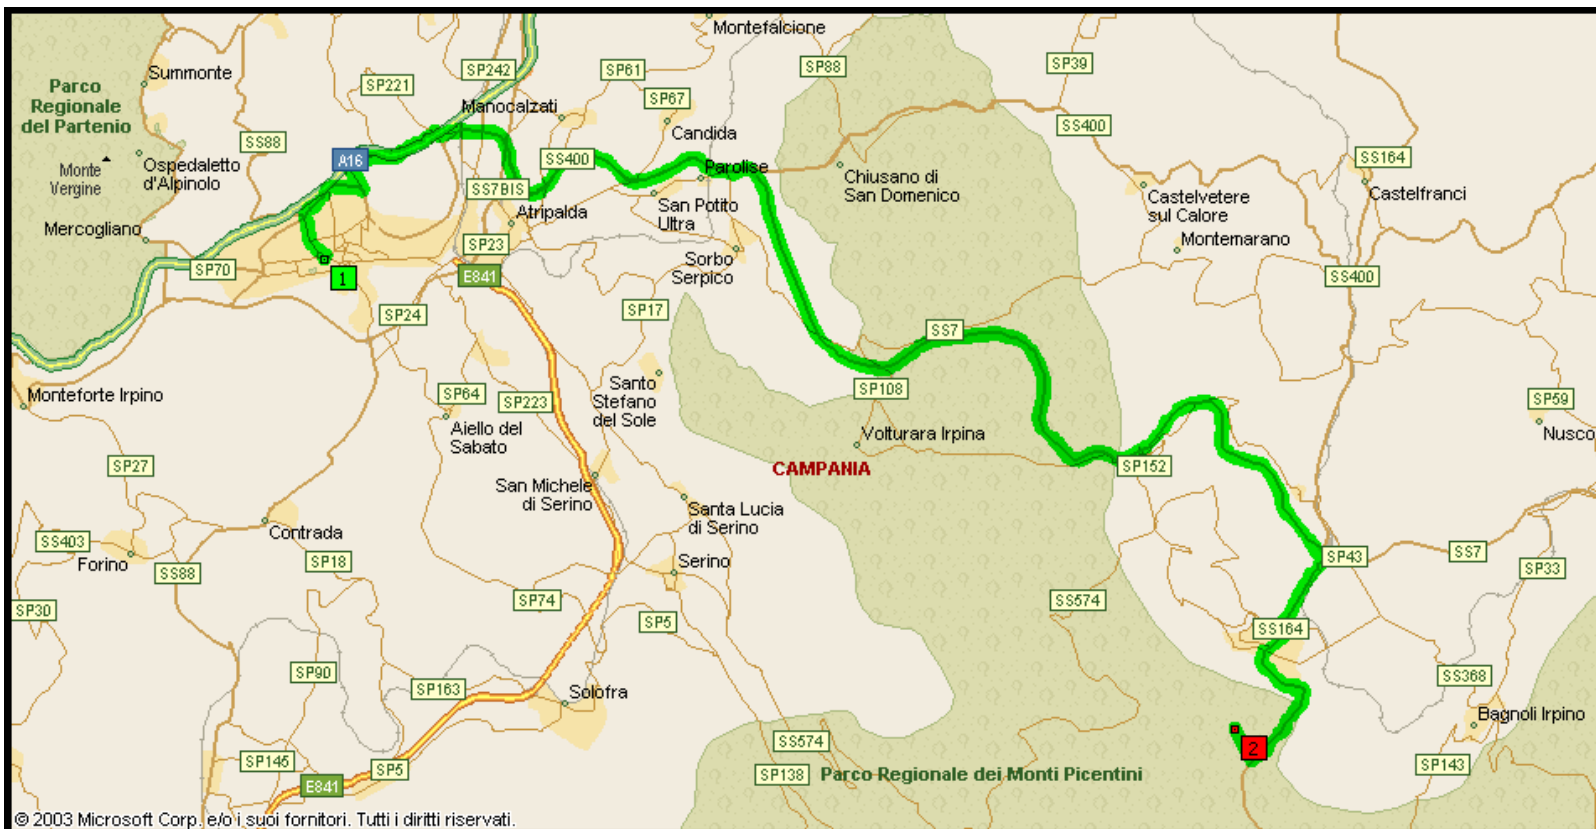 Montefalcione
SP88
SP39
SP242
SP61
Summonte
SP221
Parco
Regionale
del Partenio
SP67
Manocalzati
Candida
SS400
SS88
A16
Monte
Vergine
Ospedaletto
d'Alpinolo
SS400
Parolise
SS164
Chiusano di
San Domenico
SS7BIS
San Potito
Ultra
Castelvetere
sul Calore
Castelfranci
Atripalda
Mercogliano
SP23
Montemarano
Sorbo
Serpico
SP70
1
E841
SS400
SP24
SP17
SS7
Monteforte Irpino
SP64
SP223
Santo
Stefano
del Sole
SP108
SP59
Nusco
Aiello del
Sabato
Volturara Irpina
SP27
CAMPANIA
SP152
San Michele
di Serino
Santa Lucia
di Serino
Contrada
SS403
Forino
SP18
Serino
SP43
SS7
SP33
SS88
SP30
SP74
SP5
SS574
SS164
SP90
SP163
Solofra
SS368
Bagnoli Irpino
SS574
2
SP145
SP5
SP138
Parco Regionale dei Monti Picentini
SP143
E841
© 2003 Microsoft Corp. e/o i suoi fornitori. Tutti i diritti riservati.